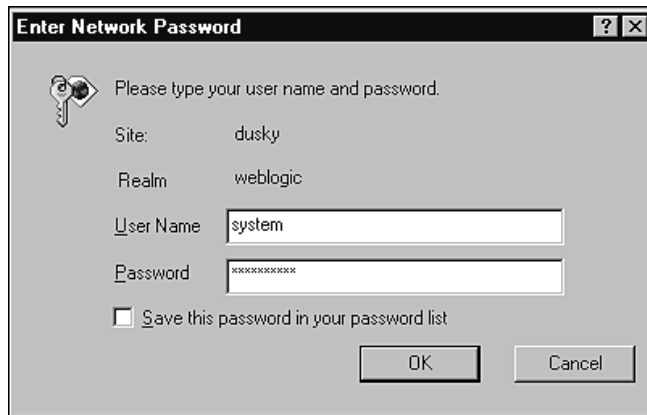 Enter Network Password
Please type your user name and password.
Site: dusky
Realm weblogic
User Name system
Password **********
Save this password in your password list
OK Cancel